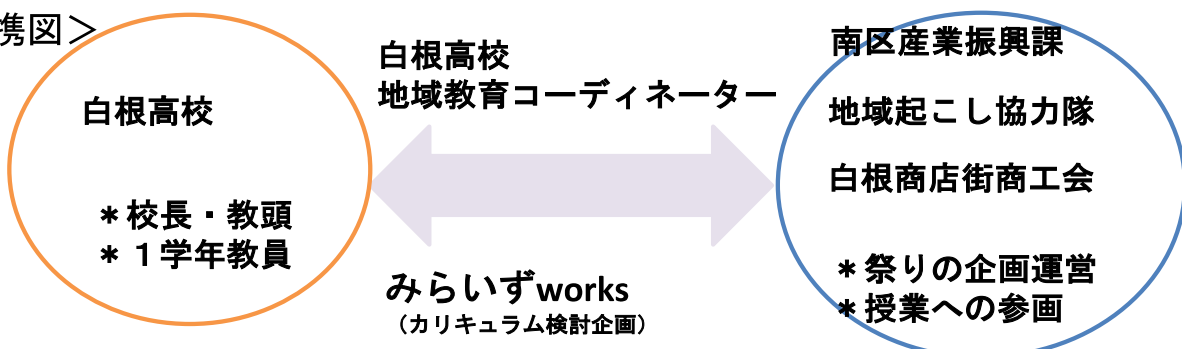 携図＞
白根高校
＊校長・教頭
＊１学年教員
白根高校
地域教育コーディネーター
みらいずworks
（カリキュラム検討企画）
南区産業振興課
地域起こし協力隊
白根商店街商工会
＊祭りの企画運営
＊授業への参画